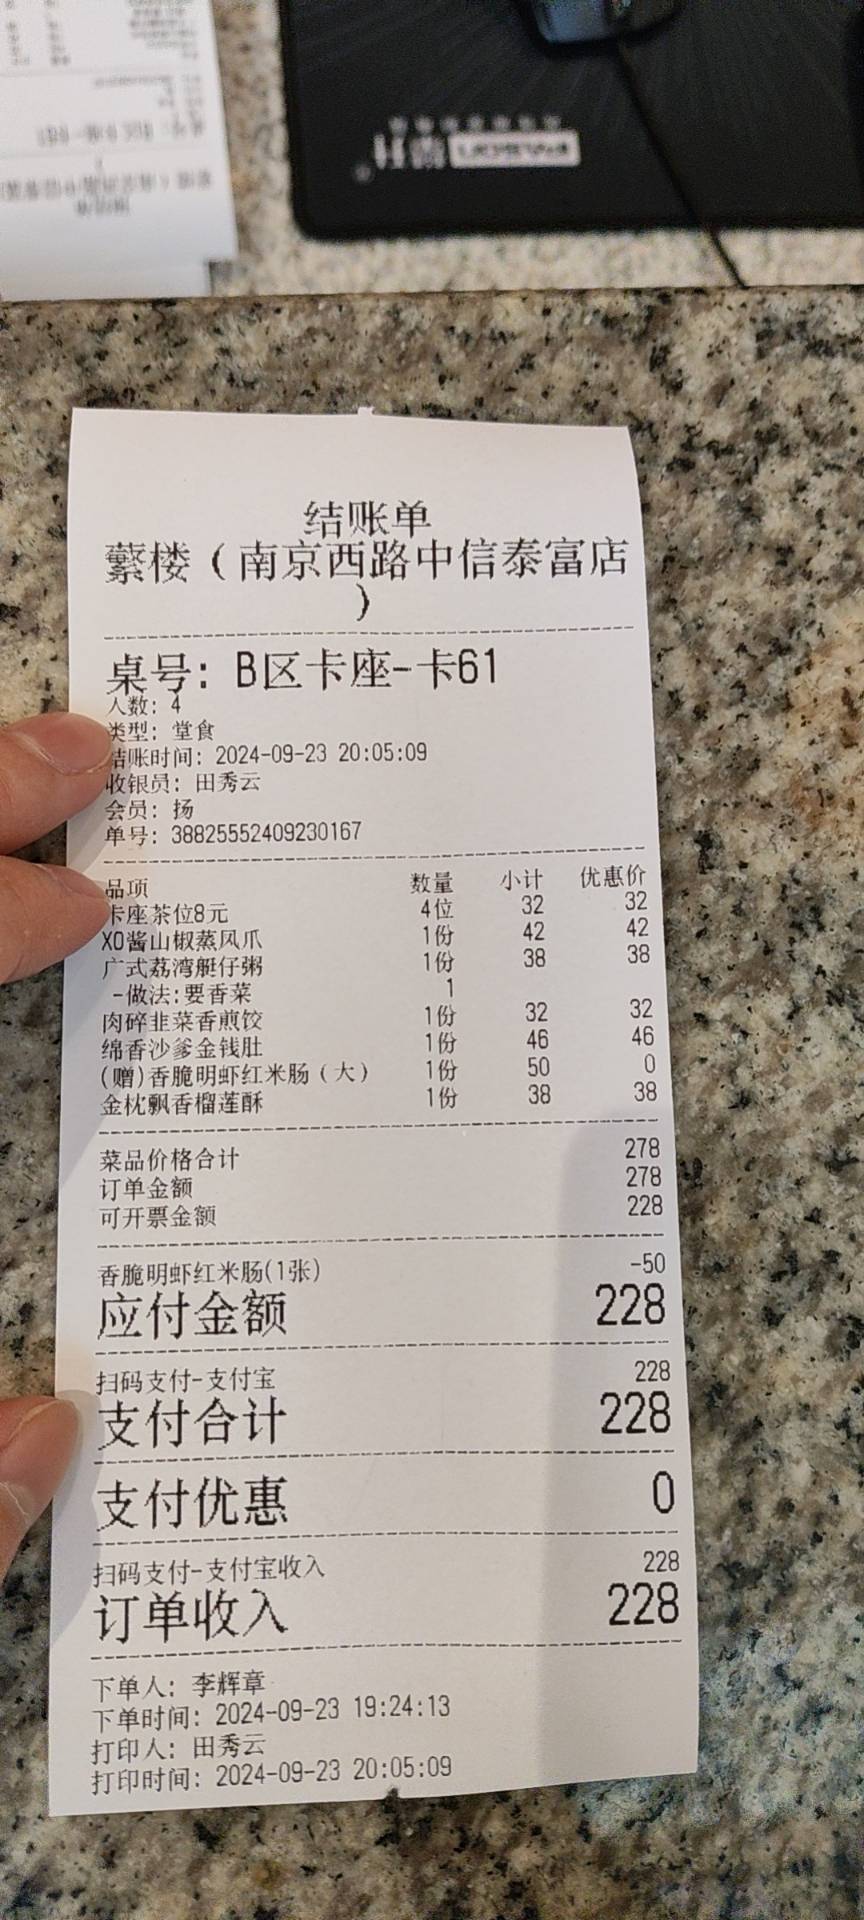 PAISON
结账单
蘩楼（南京西路中信泰富店
）
桌号: B区卡座-卡61
人数: 4
类型: 堂食
结账时间: 2024-09-23 20:05:09
收银员: 田秀云
会员: 扬
单号: 38825552409230167
品项 数量 小计 优惠价
卡座茶位8元 4位 32 32
XO酱山椒蒸凤爪 1份 42 42
广式荔湾艇仔粥 1份 38 38
-做法:要香菜 1
肉碎韭菜香煎饺 1份 32 32
绵香沙爹金钱肚 1份 46 46
(赠)香脆明虾红米肠（大） 1份 50 0
金枕飘香榴莲酥 1份 38 38
菜品价格合计 278
订单金额 278
可开票金额 228
香脆明虾红米肠(1张) -50
应付金额 228
扫码支付-支付宝 228
支付合计 228
支付优惠 0
扫码支付-支付宝收入 228
订单收入 228
下单人: 李辉章
下单时间: 2024-09-23 19:24:13
打印人: 田秀云
打印时间: 2024-09-23 20:05:09